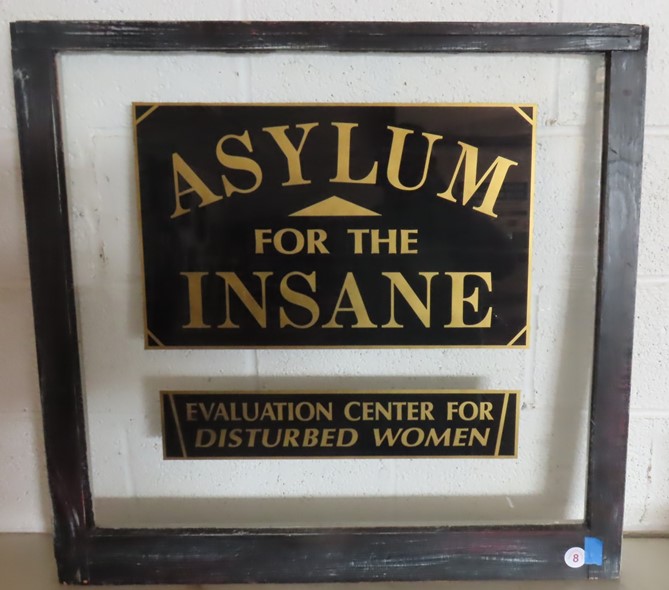 ASYLUM
FOR THE
INSANE
EVALUATION CENTER FOR
DISTURBED WOMEN
8